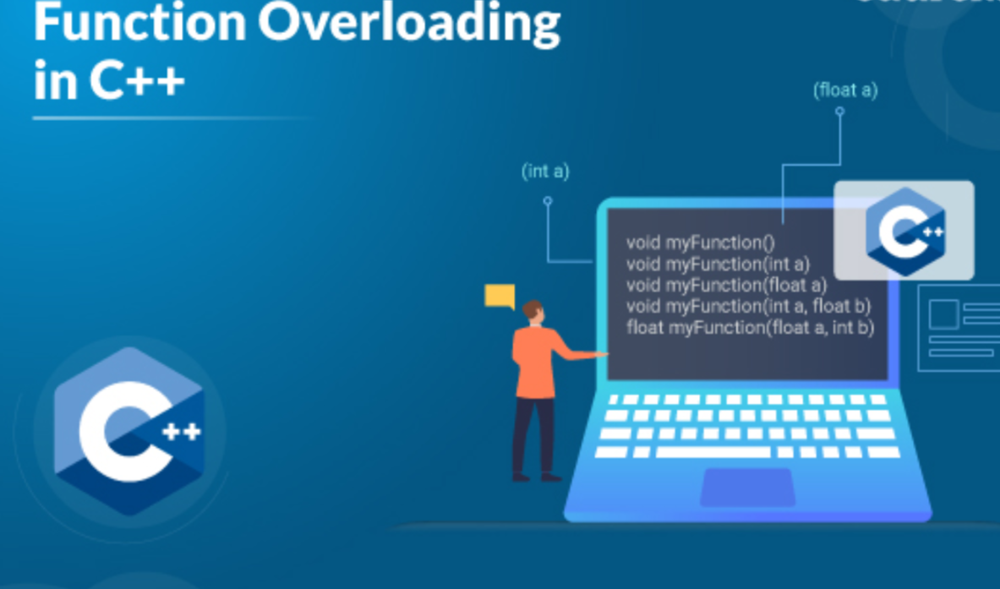 Function Overloading
in C++
(float a)
(int a)
void myFunction()
void myFunction(int a)
void myFunction(float a)
void myFunction(int a, float b)
float myFunction(float a, int b)
C++
C++